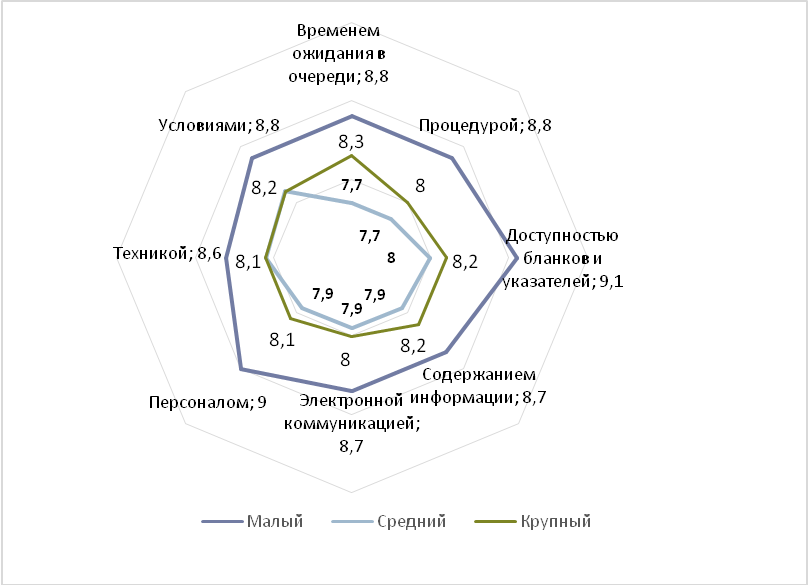 Временем
ожидания в
очереди; 8,8
Условиями; 8,8
Процедурой; 8,8
8,3
8,2
7,7
8
7,7
Доступностью
бланков и
указателей; 9,1
Техникой; 8,6
8,1
8
8,2
7,9
7,9
7,9
8,1
8
8,2
Содержанием
информации; 8,7
Персоналом; 9
Электронной
коммуникацией;
8,7
Малый
Средний
Крупный